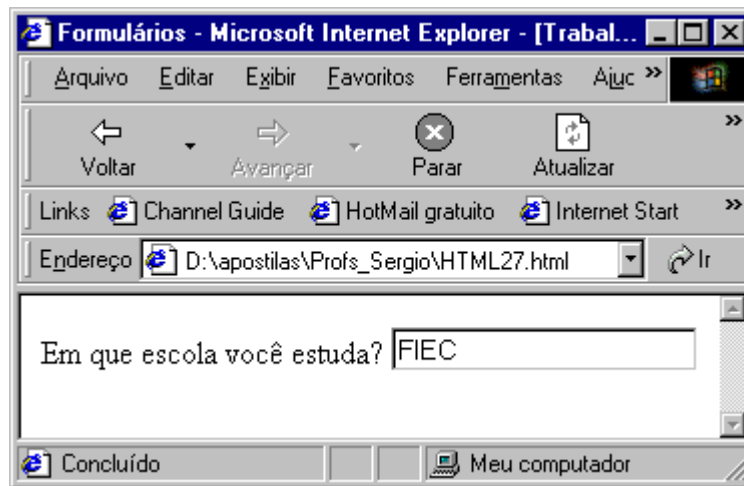 Formulários - Microsoft Internet Explorer - [Trabal...
Arquivo Editar Exibir Favoritos Ferramentas Ajuc »
Voltar Avançar Parar Atualizar »
Links Channel Guide HotMail gratuito Internet Start »
Endereço D:\apostilas\Profs_Sergio\HTML27.html Ir
Em que escola você estuda? FIEC
Concluído Meu computador